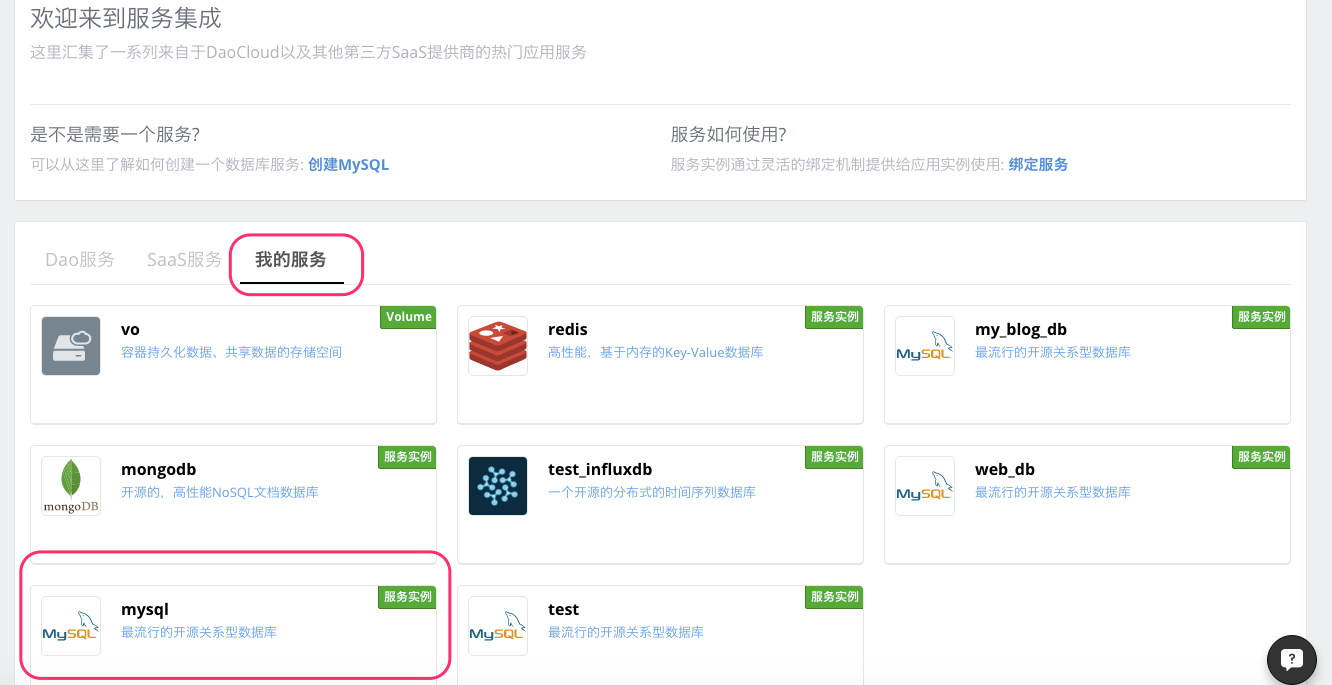 欢迎来到服务集成
这里汇集了一系列来自于DaoCloud以及其他第三方SaaS提供商的热门应用服务
是不是需要一个服务?
可以从这里了解如何创建一个数据库服务: 创建MySQL
服务如何使用?
服务实例通过灵活的绑定机制提供给应用实例使用: 绑定服务
Dao服务 SaaS服务 我的服务
Volume
vo
容器持久化数据、共享数据的存储空间
服务实例
redis
高性能，基于内存的Key-Value数据库
服务实例
MySQL
my_blog_db
最流行的开源关系型数据库
服务实例
mongoDB
mongodb
开源的，高性能NoSQL文档数据库
服务实例
test_influxdb
一个开源的分布式的时间序列数据库
服务实例
MySQL
web_db
最流行的开源关系型数据库
服务实例
MySQL
mysql
最流行的开源关系型数据库
服务实例
MySQL
test
最流行的开源关系型数据库
?